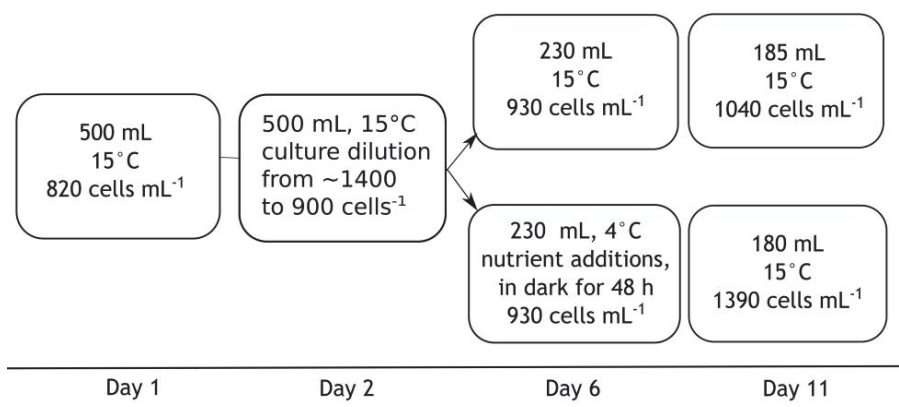 500 mL
15°C
820 cells mL-1
500 mL, 15°C
culture dilution
from ~1400
to 900 cells-1
230 mL
15°C
930 cells mL-1
185 mL
15°C
1040 cells mL-1
230 mL, 4°C
nutrient additions,
in dark for 48 h
930 cells mL-1
180 mL
15°C
1390 cells mL-1
Day 1
Day 2
Day 6
Day 11